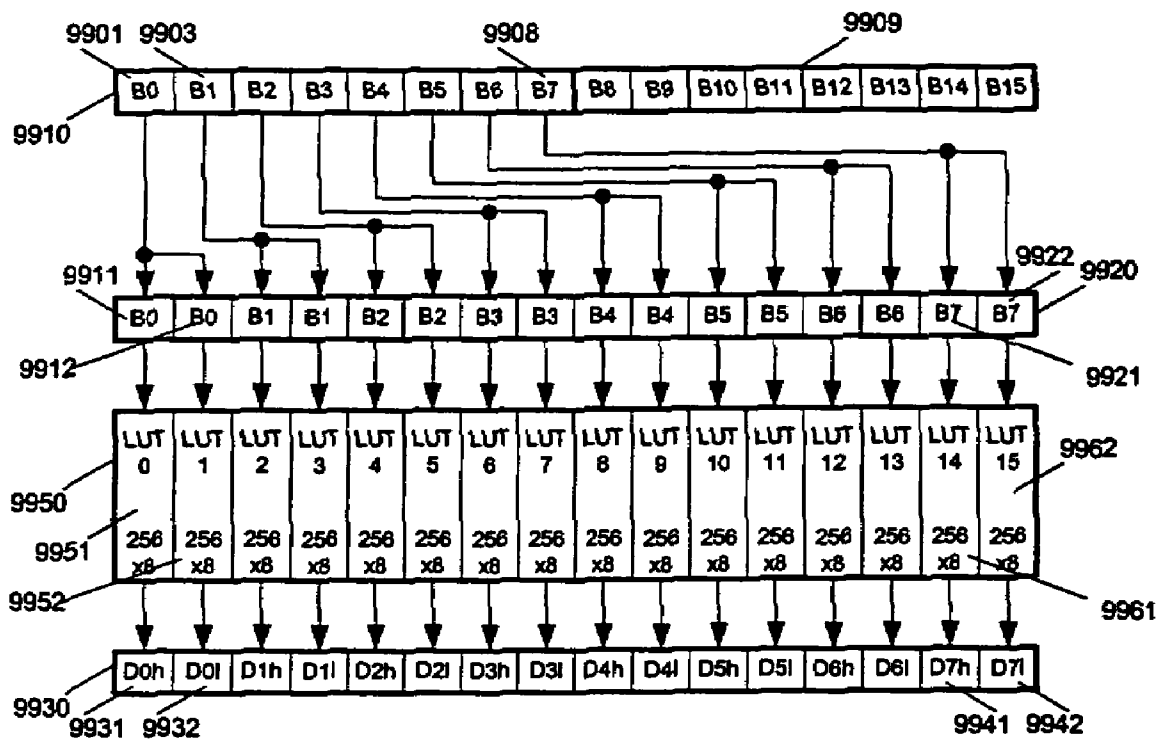 9901 9903 9908 9909
B0 B1 B2 B3 B4 B5 B6 B7 B8 B9 B10 B11 B12 B13 B14 B15
9910
9911 9922 9920
B0 B0 B1 B1 B2 B2 B3 B3 B4 B4 B5 B5 B6 B6 B7 B7
9912 9921
LUT LUT LUT LUT LUT LUT LUT LUT LUT LUT LUT LUT LUT LUT LUT LUT
0 1 2 3 4 5 6 7 8 9 10 11 12 13 14 15
9962
9950
9951
256 256 256 256 256 256 256 256 256 256 256 256 256 256 256 256
x8 x8 x8 x8 x8 x8 x8 x8 x8 x8 x8 x8 x8 x8 x8 x8
9952 9961
D0h D0l D1h D1l D2h D2l D3h D3l D4h D4l D5h D5l D6h D6l D7h D7l
9930
9931 9932 9941 9942